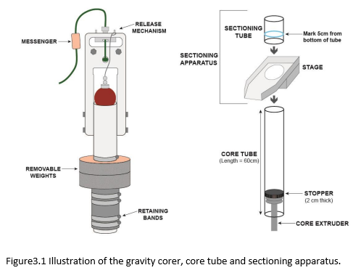 RELEASE
MECHANISM
MESSENGER
REMOVABLE
WEIGHTS
RETAINING
BANDS
SECTIONING
TUBE
Mark 5cm from
bottom of tube
SECTIONING
APPARATUS
STAGE
CORE TUBE
(Length = 60cm)
STOPPER
(2 cm thick)
CORE EXTRUDER
Figure3.1 Illustration of the gravity corer, core tube and sectioning apparatus.